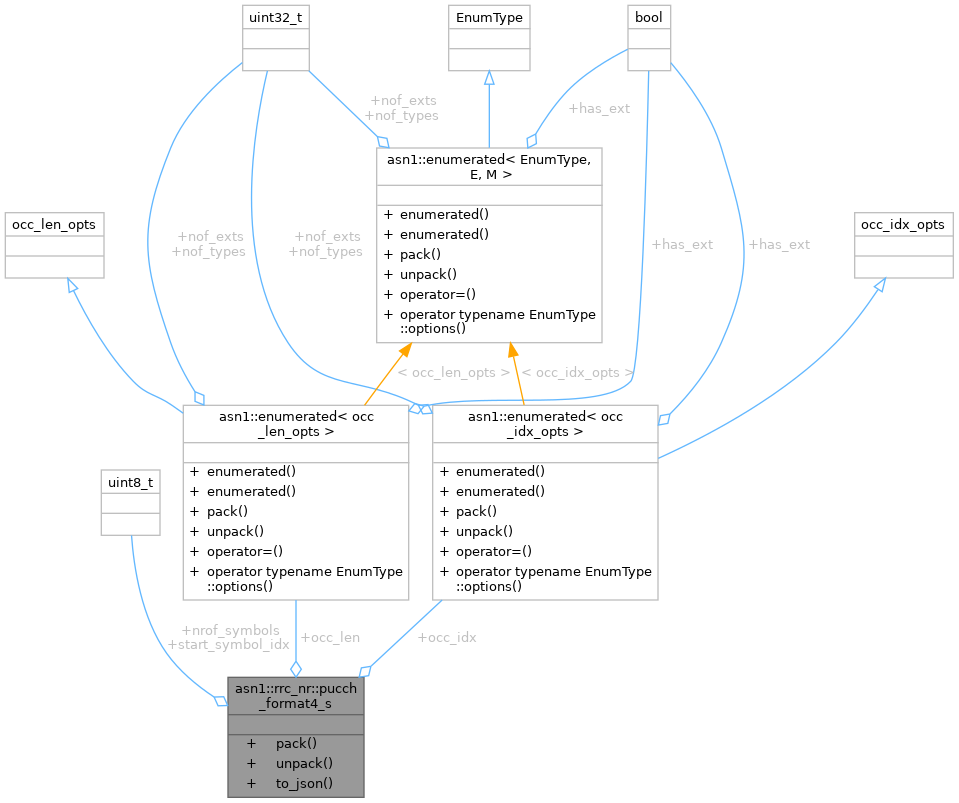 uint32_t
EnumType
bool
+nof_exts
+nof_types
+has_ext
asn1::enumerated< EnumType,
E, M >
+ enumerated()
+ enumerated()
+ pack()
+ unpack()
+ operator=()
+ operator typename EnumType
::options()
occ_len_opts
occ_idx_opts
+nof_exts
+nof_types
+nof_exts
+nof_types
+has_ext
+has_ext
< occ_len_opts >
< occ_idx_opts >
asn1::enumerated< occ
_len_opts >
+ enumerated()
+ enumerated()
+ pack()
+ unpack()
+ operator=()
+ operator typename EnumType
::options()
asn1::enumerated< occ
_idx_opts >
+ enumerated()
+ enumerated()
+ pack()
+ unpack()
+ operator=()
+ operator typename EnumType
::options()
uint8_t
+nrof_symbols
+start_symbol_idx
+occ_len
+occ_idx
asn1::rrc_nr::pucch
_format4_s
+ pack()
+ unpack()
+ to_json()